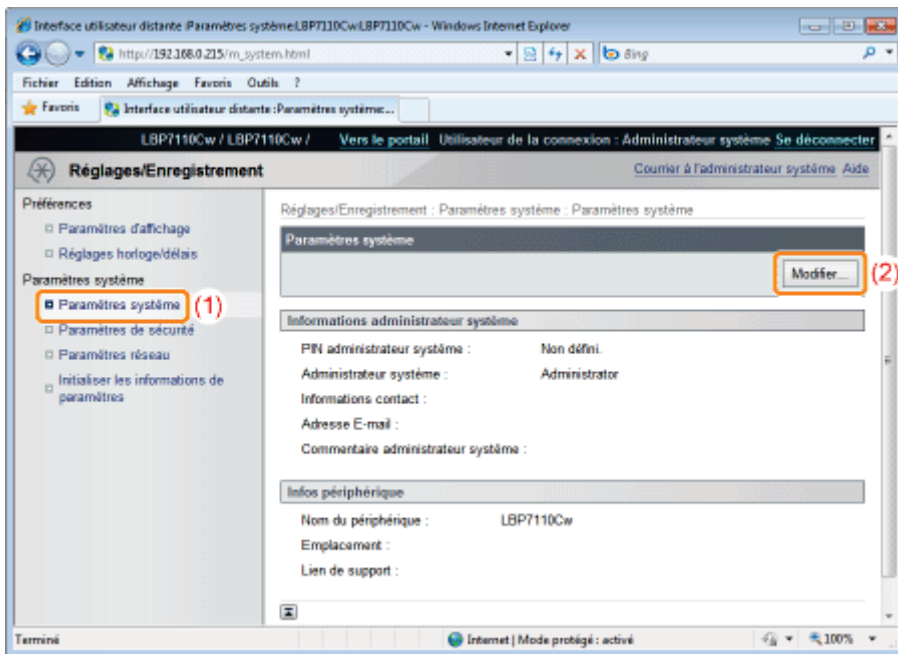 Interface utilisateur distante :Paramètres système:LBP7110Cw:LBP7110Cw - Windows Internet Explorer
http://192.168.0.215/m_system.html
Bing
Fichier Edition Affichage Favoris Outils ?
Favoris
Interface utilisateur distante :Paramètres système:...
LBP7110Cw / LBP7110Cw / Vers le portail Utilisateur de la connexion : Administrateur système Se déconnecter
Réglages/Enregistrement
Courrier à l'administrateur système Aide
Préférences
Paramètres d'affichage
Réglages horloge/délais
Paramètres système
Paramètres système (1)
Paramètres de sécurité
Paramètres réseau
Initialiser les informations de
paramètres
Réglages/Enregistrement : Paramètres système : Paramètres système
Paramètres système
Modifier... (2)
Informations administrateur système
PIN administrateur système : Non défini.
Administrateur système : Administrator
Informations contact :
Adresse E-mail :
Commentaire administrateur système :
Infos périphérique
Nom du périphérique : LBP7110Cw
Emplacement :
Lien de support :
Terminé
Internet | Mode protégé : activé
100%